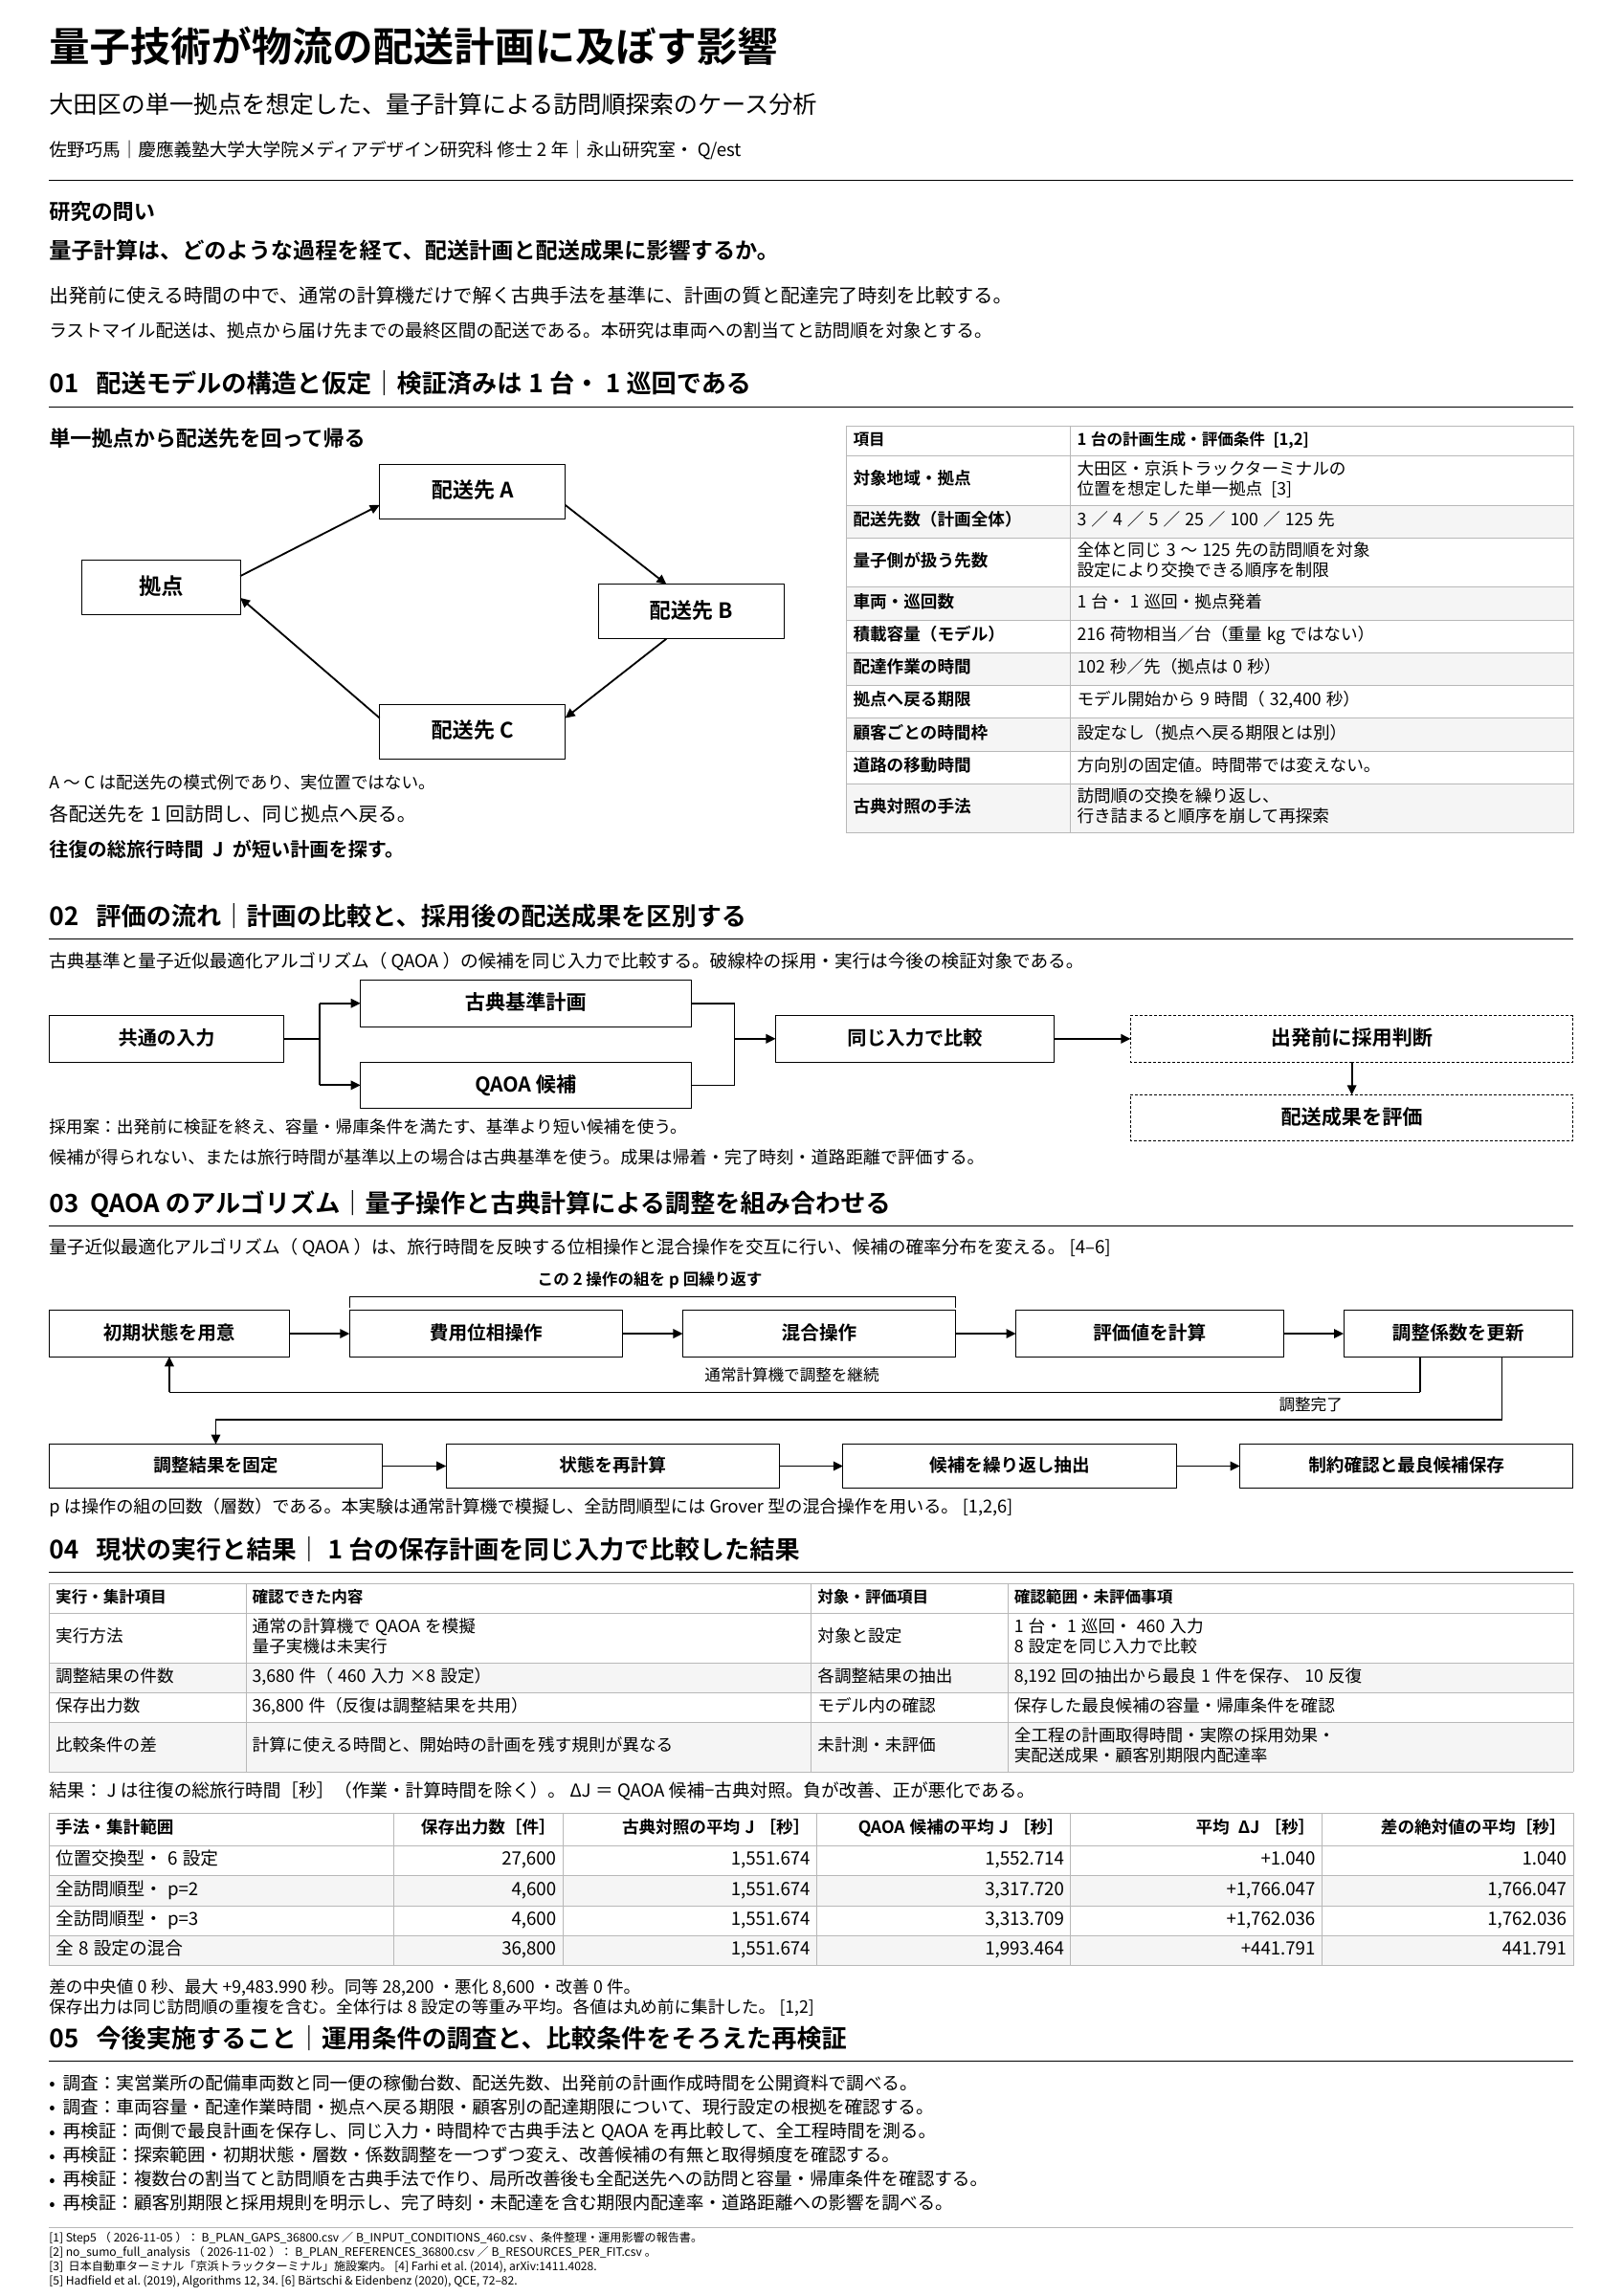 量子技術が物流の配送計画に及ぼす影響
大田区の単一拠点を想定した、量子計算による訪問順探索のケース分析
佐野巧馬｜慶應義塾大学大学院メディアデザイン研究科 修士 2 年｜永山研究室・ Q/est
研究の問い
量子計算は、どのような過程を経て、配送計画と配送成果に影響するか。
出発前に使える時間の中で、通常の計算機だけで解く古典手法を基準に、計画の質と配達完了時刻を比較する。
ラストマイル配送は、拠点から届け先までの最終区間の配送である。本研究は車両への割当てと訪問順を対象とする。
01 配送モデルの構造と仮定｜検証済みは 1 台・ 1 巡回である
単一拠点から配送先を回って帰る
配送先 A
拠点
配送先 B
配送先 C
A ～ C は配送先の模式例であり、実位置ではない。
各配送先を 1 回訪問し、同じ拠点へ戻る。
往復の総旅行時間 J が短い計画を探す。
項目 1 台の計画生成・評価条件 [1,2]
対象地域・拠点 大田区・京浜トラックターミナルの
位置を想定した単一拠点 [3]
配送先数（計画全体） 3 ／ 4 ／ 5 ／ 25 ／ 100 ／ 125 先
量子側が扱う先数 全体と同じ 3 ～ 125 先の訪問順を対象
設定により交換できる順序を制限
車両・巡回数 1 台・ 1 巡回・拠点発着
積載容量（モデル） 216 荷物相当／台（重量 kg ではない）
配達作業の時間 102 秒／先（拠点は 0 秒）
拠点へ戻る期限 モデル開始から 9 時間（ 32,400 秒）
顧客ごとの時間枠 設定なし（拠点へ戻る期限とは別）
道路の移動時間 方向別の固定値。時間帯では変えない。
古典対照の手法 訪問順の交換を繰り返し、
行き詰まると順序を崩して再探索
02 評価の流れ｜計画の比較と、採用後の配送成果を区別する
古典基準と量子近似最適化アルゴリズム（ QAOA ）の候補を同じ入力で比較する。破線枠の採用・実行は今後の検証対象である。
共通の入力
古典基準計画
QAOA 候補
同じ入力で比較
出発前に採用判断
配送成果を評価
採用案：出発前に検証を終え、容量・帰庫条件を満たす、基準より短い候補を使う。
候補が得られない、または旅行時間が基準以上の場合は古典基準を使う。成果は帰着・完了時刻・道路距離で評価する。
03 QAOA のアルゴリズム｜量子操作と古典計算による調整を組み合わせる
量子近似最適化アルゴリズム（ QAOA ）は、旅行時間を反映する位相操作と混合操作を交互に行い、候補の確率分布を変える。 [4–6]
この 2 操作の組を p 回繰り返す
初期状態を用意 費用位相操作 混合操作 評価値を計算 調整係数を更新
通常計算機で調整を継続
調整完了
調整結果を固定 状態を再計算 候補を繰り返し抽出 制約確認と最良候補保存
p は操作の組の回数（層数）である。本実験は通常計算機で模擬し、全訪問順型には Grover 型の混合操作を用いる。 [1,2,6]
04 現状の実行と結果｜ 1 台の保存計画を同じ入力で比較した結果
実行・集計項目 確認できた内容 対象・評価項目 確認範囲・未評価事項
実行方法 通常の計算機で QAOA を模擬
量子実機は未実行 対象と設定 1 台・ 1 巡回・ 460 入力
8 設定を同じ入力で比較
調整結果の件数 3,680 件（ 460 入力 ×8 設定） 各調整結果の抽出 8,192 回の抽出から最良 1 件を保存、 10 反復
保存出力数 36,800 件（反復は調整結果を共用） モデル内の確認 保存した最良候補の容量・帰庫条件を確認
比較条件の差 計算に使える時間と、開始時の計画を残す規則が異なる 未計測・未評価 全工程の計画取得時間・実際の採用効果・
実配送成果・顧客別期限内配達率
結果： J は往復の総旅行時間［秒］（作業・計算時間を除く）。 ΔJ ＝ QAOA 候補−古典対照。負が改善、正が悪化である。
手法・集計範囲 保存出力数［件］ 古典対照の平均 J ［秒］ QAOA 候補の平均 J ［秒］ 平均 ΔJ ［秒］ 差の絶対値の平均［秒］
位置交換型・ 6 設定 27,600 1,551.674 1,552.714 +1.040 1.040
全訪問順型・ p=2 4,600 1,551.674 3,317.720 +1,766.047 1,766.047
全訪問順型・ p=3 4,600 1,551.674 3,313.709 +1,762.036 1,762.036
全 8 設定の混合 36,800 1,551.674 1,993.464 +441.791 441.791
差の中央値 0 秒、最大 +9,483.990 秒。同等 28,200 ・悪化 8,600 ・改善 0 件。
保存出力は同じ訪問順の重複を含む。全体行は 8 設定の等重み平均。各値は丸め前に集計した。 [1,2]
05 今後実施すること｜運用条件の調査と、比較条件をそろえた再検証
• 調査：実営業所の配備車両数と同一便の稼働台数、配送先数、出発前の計画作成時間を公開資料で調べる。
• 調査：車両容量・配達作業時間・拠点へ戻る期限・顧客別の配達期限について、現行設定の根拠を確認する。
• 再検証：両側で最良計画を保存し、同じ入力・時間枠で古典手法と QAOA を再比較して、全工程時間を測る。
• 再検証：探索範囲・初期状態・層数・係数調整を一つずつ変え、改善候補の有無と取得頻度を確認する。
• 再検証：複数台の割当てと訪問順を古典手法で作り、局所改善後も全配送先への訪問と容量・帰庫条件を確認する。
• 再検証：顧客別期限と採用規則を明示し、完了時刻・未配達を含む期限内配達率・道路距離への影響を調べる。
[1] Step5 （ 2026-11-05 ）： B_PLAN_GAPS_36800.csv ／ B_INPUT_CONDITIONS_460.csv 、条件整理・運用影響の報告書。
[2] no_sumo_full_analysis （ 2026-11-02 ）： B_PLAN_REFERENCES_36800.csv ／ B_RESOURCES_PER_FIT.csv 。
[3] 日本自動車ターミナル「京浜トラックターミナル」施設案内。 [4] Farhi et al. (2014), arXiv:1411.4028.
[5] Hadfield et al. (2019), Algorithms 12, 34. [6] Bärtschi & Eidenbenz (2020), QCE, 72–82.